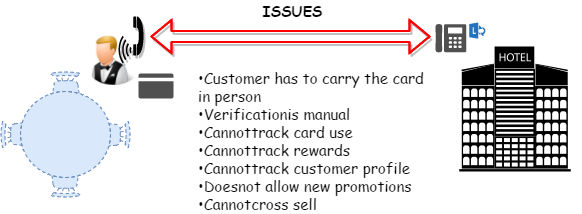 ISSUES
HOTEL
•Customer has to carry the card
in person
•Verificationis manual
•Cannottrack card use
•Cannottrack rewards
•Cannottrack customer profile
•Doesnot allow new promotions
•Cannotcross sell